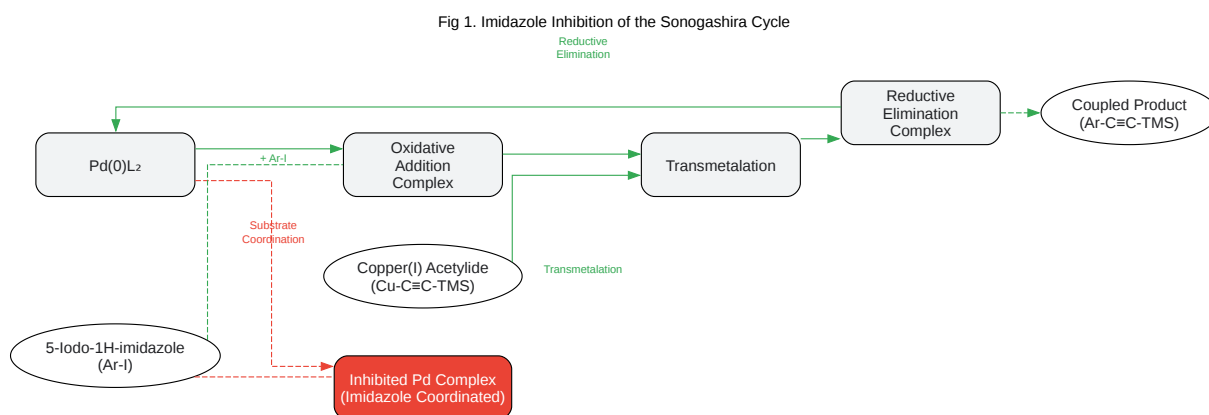 Fig 1. Imidazole Inhibition of the Sonogashira Cycle
Reductive
Elimination
Reductive
Elimination
Complex
Coupled Product
(Ar-C≡C-TMS)
Pd(0)L₂
+ Ar-I
Oxidative
Addition
Complex
Transmetalation
Substrate
Coordination
Copper(I) Acetylide
(Cu-C≡C-TMS)
Transmetalation
5-Iodo-1H-imidazole
(Ar-I)
Inhibited Pd Complex
(Imidazole Coordinated)